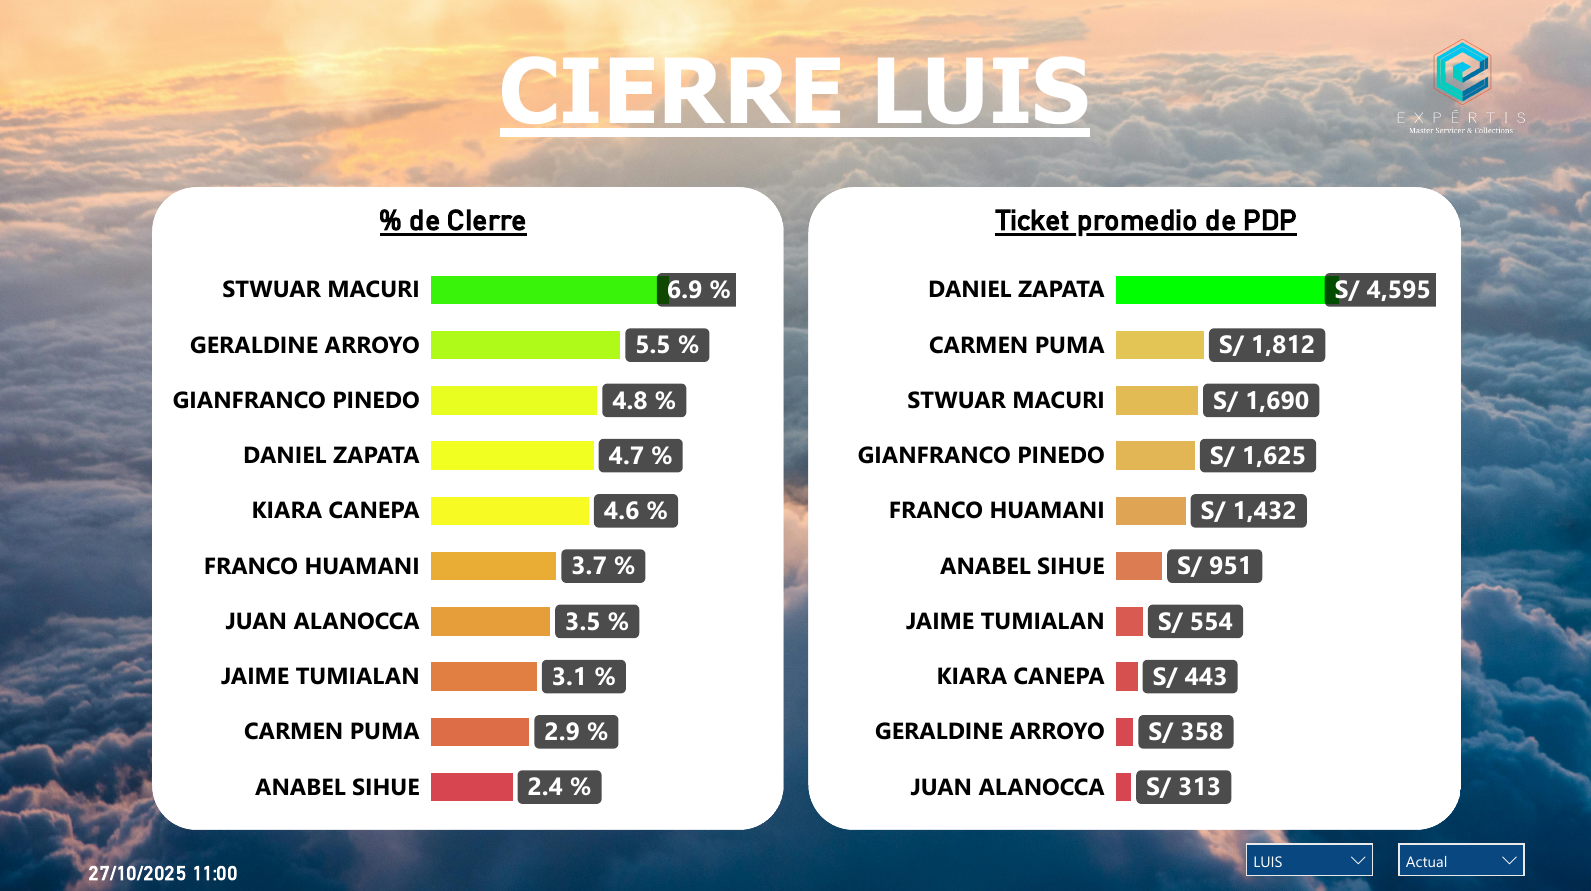 CIERRE LUIS
EXPĒRTIS
Master Servicer & Collections
% de CIerre
STWUAR MACURI 6.9 %
GERALDINE ARROYO 5.5 %
GIANFRANCO PINEDO 4.8 %
DANIEL ZAPATA 4.7 %
KIARA CANEPA 4.6 %
FRANCO HUAMANI 3.7 %
JUAN ALANOCCA 3.5 %
JAIME TUMIALAN 3.1 %
CARMEN PUMA 2.9 %
ANABEL SIHUE 2.4 %
Ticket promedio de PDP
DANIEL ZAPATA S/ 4,595
CARMEN PUMA S/ 1,812
STWUAR MACURI S/ 1,690
GIANFRANCO PINEDO S/ 1,625
FRANCO HUAMANI S/ 1,432
ANABEL SIHUE S/ 951
JAIME TUMIALAN S/ 554
KIARA CANEPA S/ 443
GERALDINE ARROYO S/ 358
JUAN ALANOCCA S/ 313
27/10/2025 11:00
LUIS
Actual